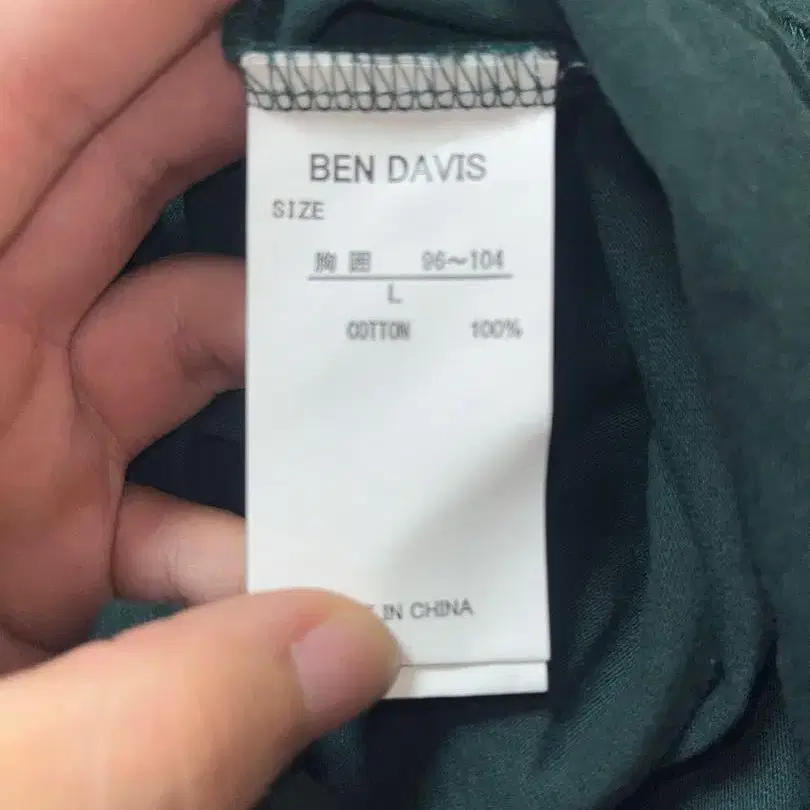 BEN DAVIS
SIZE
胸囲 96～104
L
COTTON 100%
IN CHINA